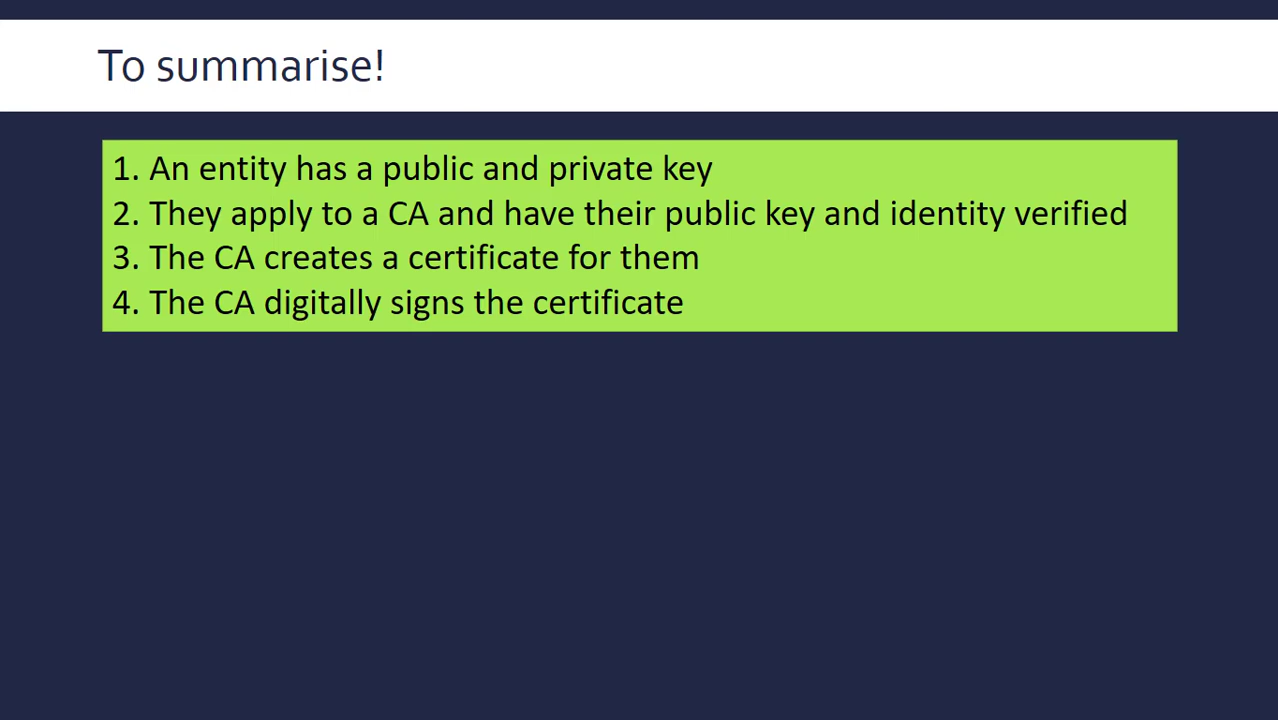 To summarise!
1. An entity has a public and private key
2. They apply to a CA and have their public key and identity verified
3. The CA creates a certificate for them
4. The CA digitally signs the certificate